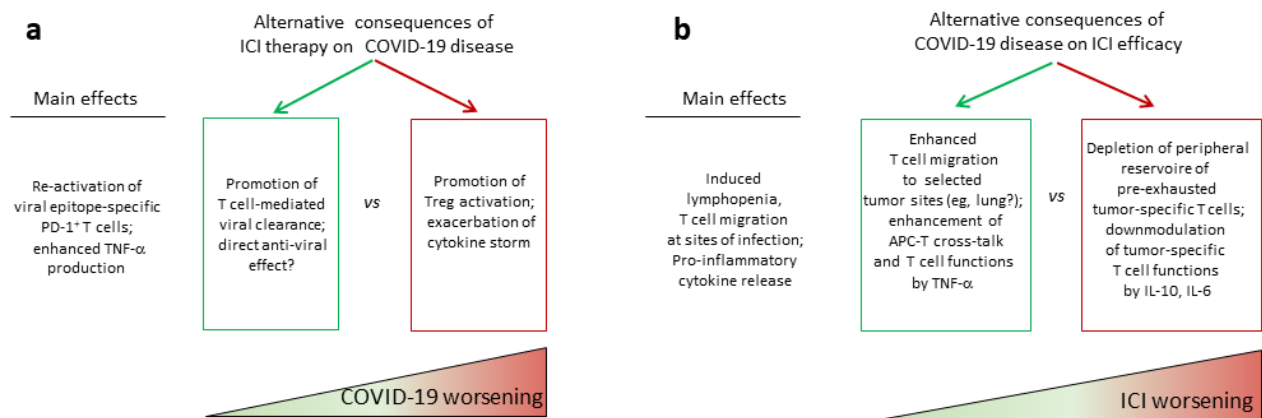 a
Alternative consequences of
ICI therapy on COVID-19 disease
Main effects
Re-activation of
viral epitope-specific
PD-1⁺ T cells;
enhanced TNF-α
production
Promotion of
T cell-mediated
viral clearance;
direct anti-viral
effect?
vs
Promotion of
Treg activation;
exacerbation of
cytokine storm
COVID-19 worsening
b
Alternative consequences of
COVID-19 disease on ICI efficacy
Main effects
Induced
lymphopenia,
T cell migration
at sites of infection;
Pro-inflammatory
cytokine release
Enhanced
T cell migration
to selected
tumor sites (eg, lung?);
enhancement of
APC-T cross-talk
and T cell functions
by TNF-α
vs
Depletion of peripheral
reservoire of
pre-exhausted
tumor-specific T cells;
downmodulation
of tumor-specific
T cell functions
by IL-10, IL-6
ICI worsening